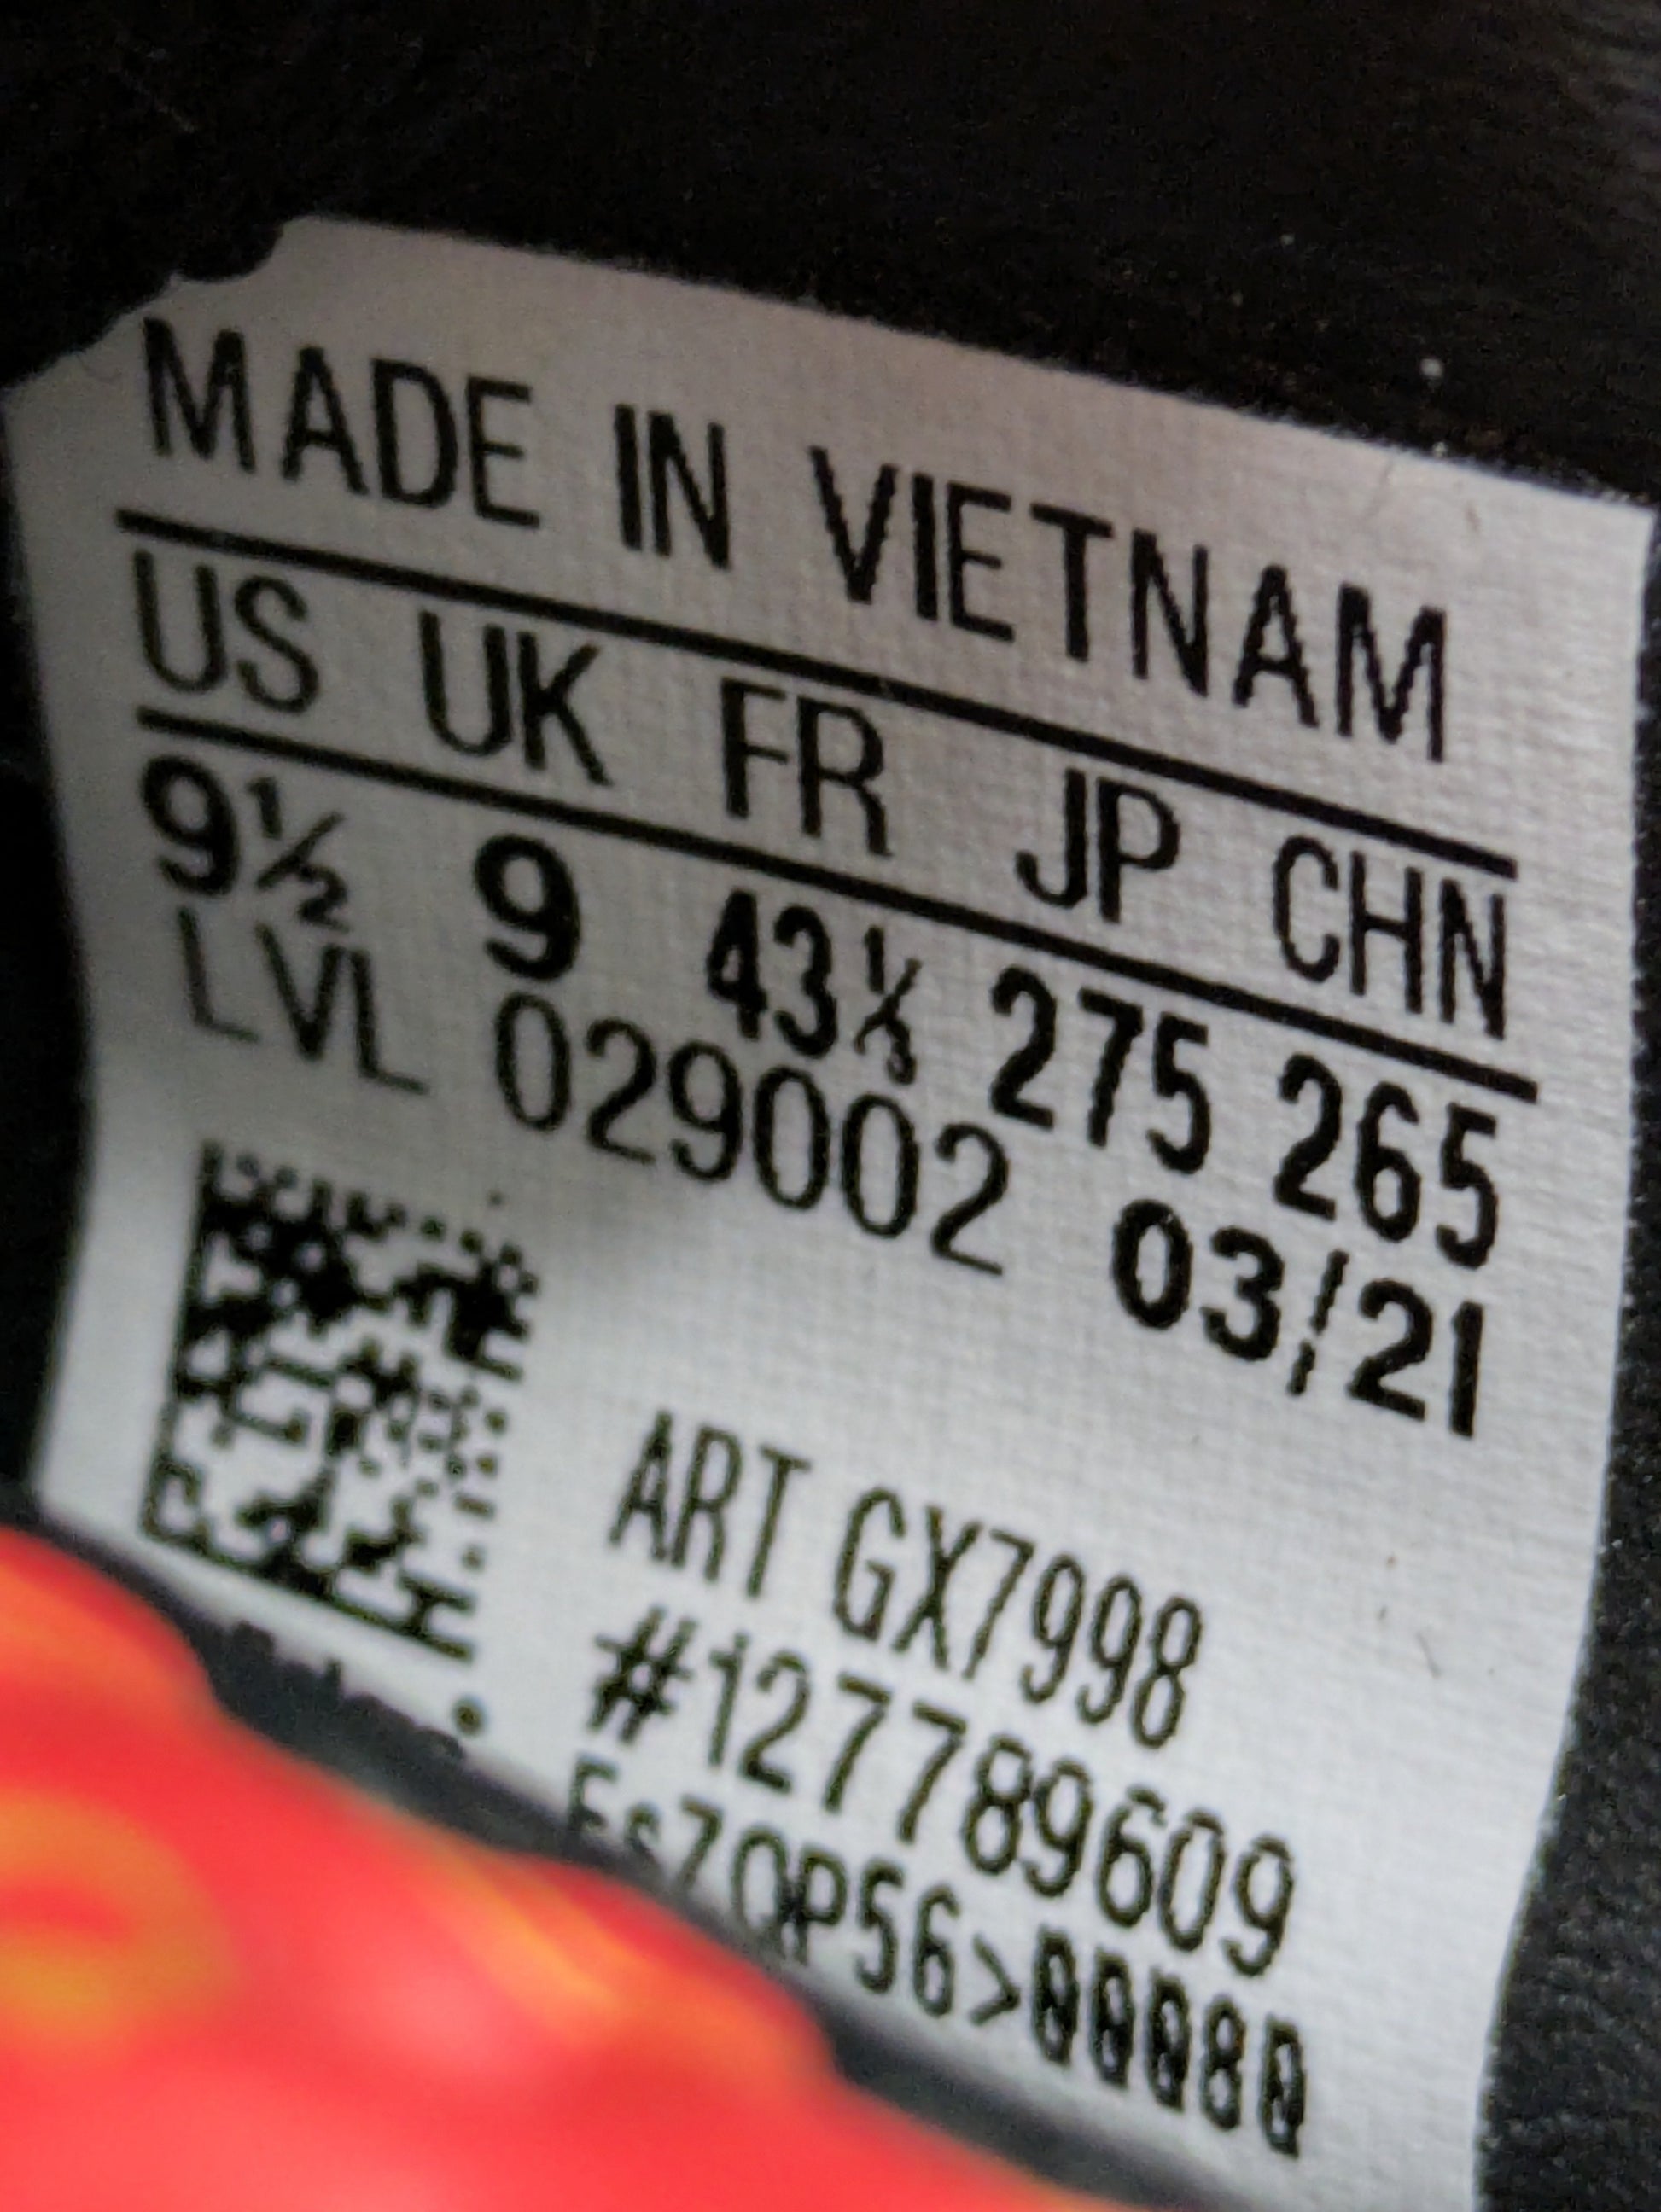 MADE IN VIETNAM
US UK FR JP CHN
9½ 9 43⅓ 275 265
LVL 029002 03/21
ART GX7998
#127789609